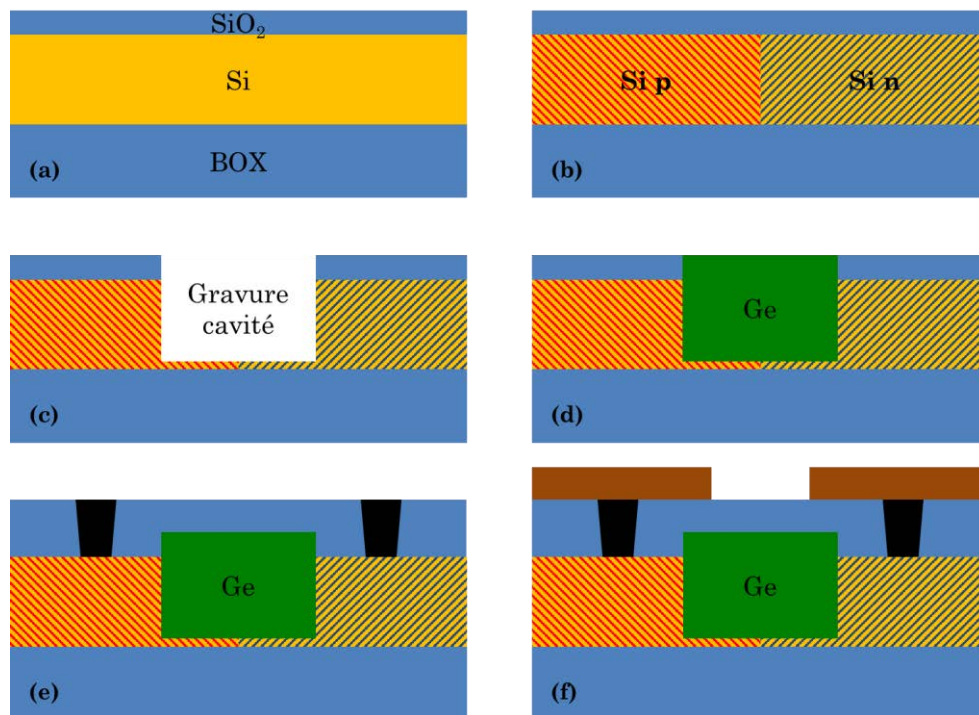 SiO₂
Si
BOX
(a)
Si p
Si n
(b)
Gravure
cavité
(c)
Ge
(d)
Ge
(e)
Ge
(f)